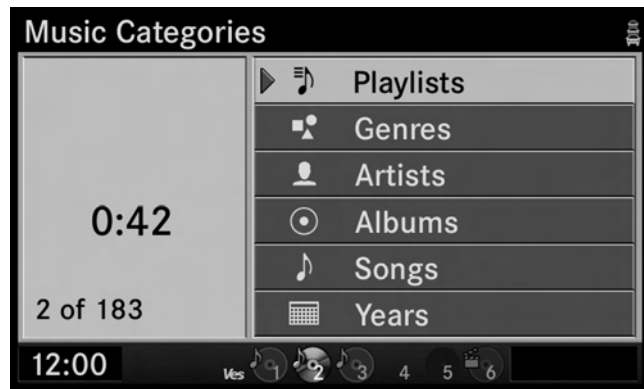 Music Categories
Playlists
Genres
Artists
0:42
Albums
Songs
2 of 183
Years
12:00
Ves 1 2 3 4 5 6